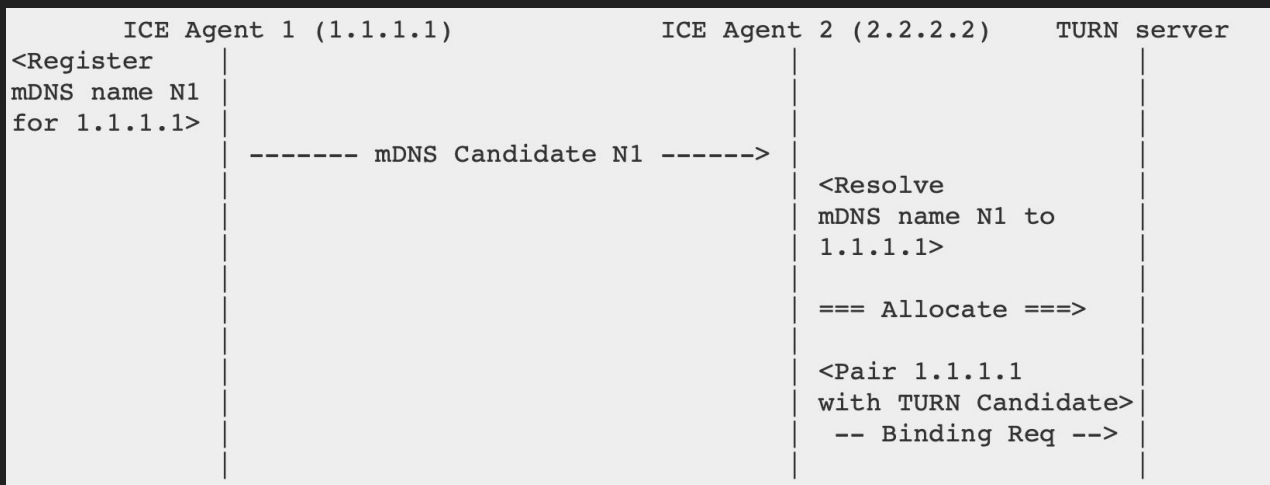 ICE Agent 1 (1.1.1.1) ICE Agent 2 (2.2.2.2) TURN server
<Register
mDNS name N1
for 1.1.1.1>
------- mDNS Candidate N1 ------>
<Resolve
mDNS name N1 to
1.1.1.1>
=== Allocate ===>
<Pair 1.1.1.1
with TURN Candidate>
-- Binding Req -->